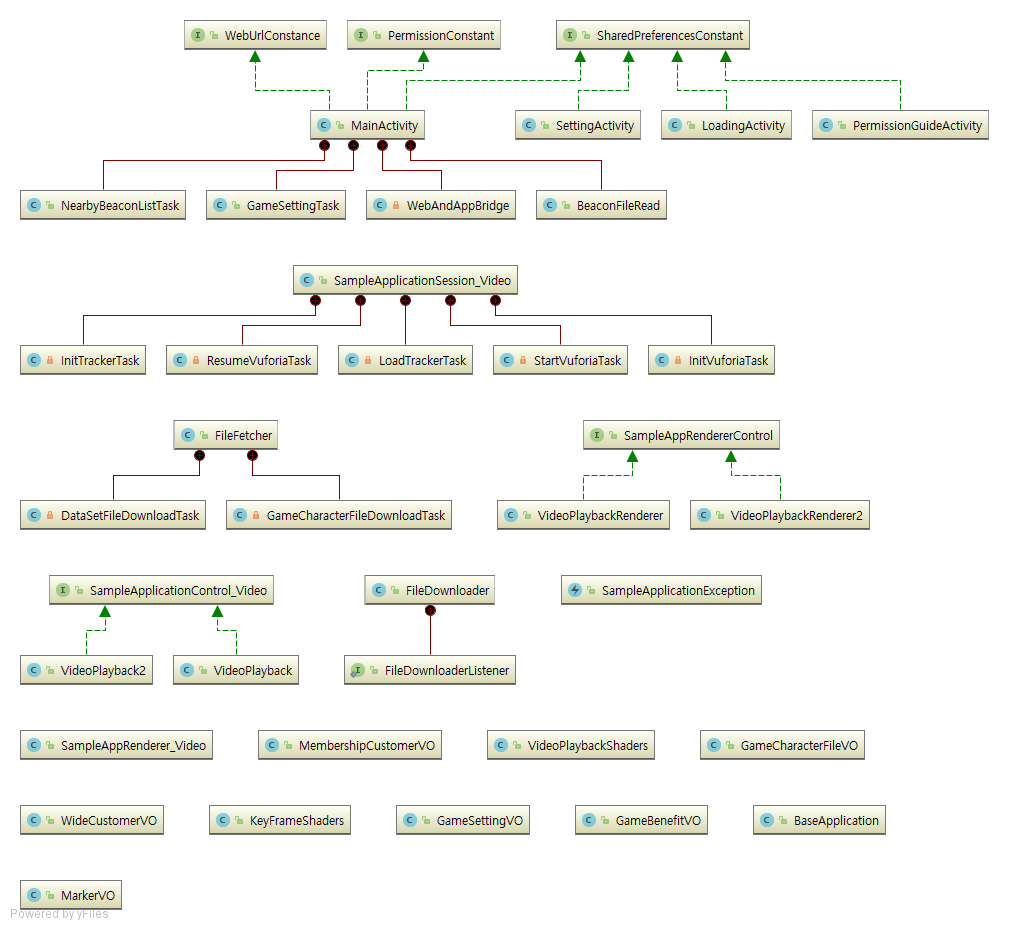 WebUrlConstance
PermissionConstant
SharedPreferencesConstant
MainActivity
SettingActivity
LoadingActivity
PermissionGuideActivity
NearbyBeaconListTask
GameSettingTask
WebAndAppBridge
BeaconFileRead
SampleApplicationSession_Video
InitTrackerTask
ResumeVuforiaTask
LoadTrackerTask
StartVuforiaTask
InitVuforiaTask
FileFetcher
SampleAppRendererControl
DataSetFileDownloadTask
GameCharacterFileDownloadTask
VideoPlaybackRenderer
VideoPlaybackRenderer2
SampleApplicationControl_Video
FileDownloader
SampleApplicationException
VideoPlayback2
VideoPlayback
FileDownloaderListener
SampleAppRenderer_Video
MembershipCustomerVO
VideoPlaybackShaders
GameCharacterFileVO
WideCustomerVO
KeyFrameShaders
GameSettingVO
GameBenefitVO
BaseApplication
MarkerVO
Powered by yFiles